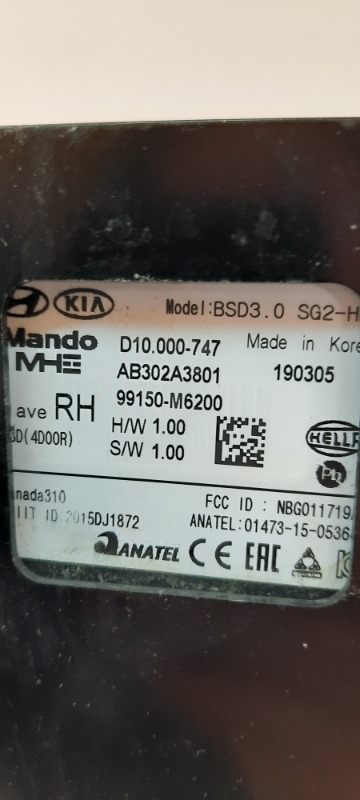 KIA Model:BSD3.0 SG2-H
Mando D10.000-747 Made in Kore
MHE AB302A3801 190305
ave RH 99150-M6200
H/W 1.00
D(4DOOR) S/W 1.00
HELLA
Ph
nada310 FCC ID : NBG011719
IIT ID:2015DJ1872 ANATEL:01473-15-0536
ANATEL CE EAC